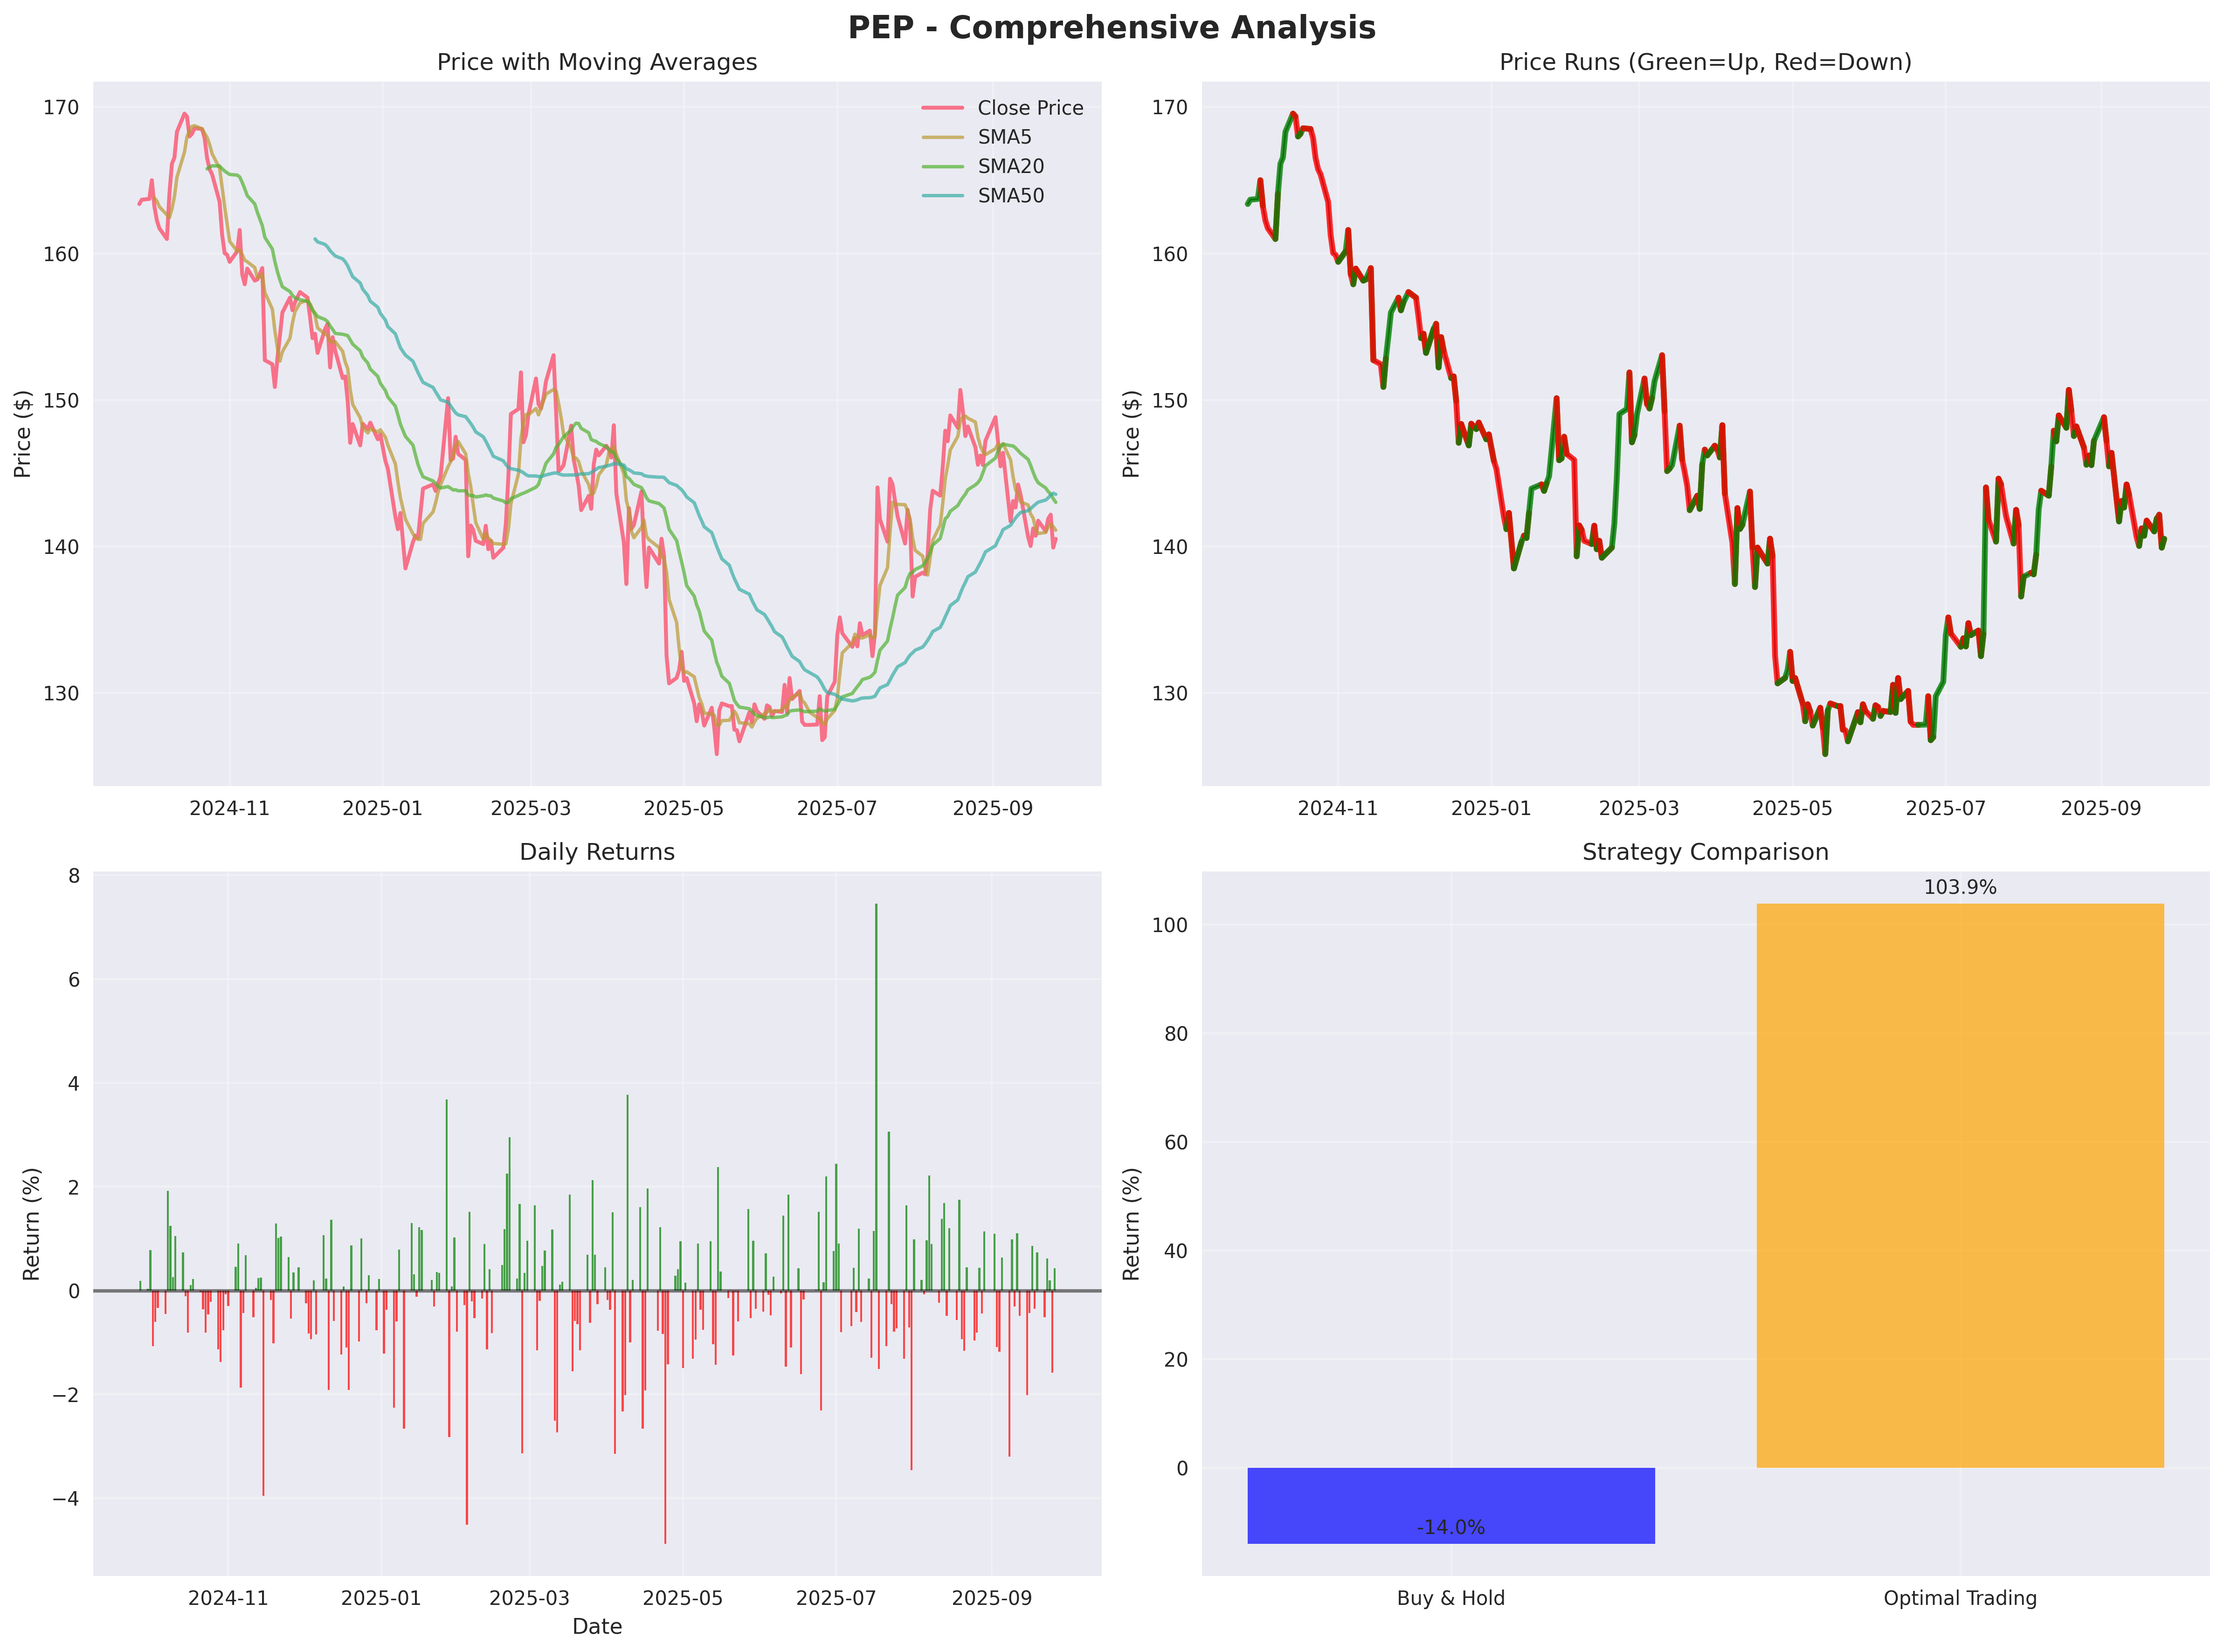 PEP - Comprehensive Analysis
Price with Moving Averages
Price ($)
170
160
150
140
130
Close Price
SMA5
SMA20
SMA50
2024-11
2025-01
2025-03
2025-05
2025-07
2025-09
Price Runs (Green=Up, Red=Down)
Price ($)
170
160
150
140
130
2024-11
2025-01
2025-03
2025-05
2025-07
2025-09
Daily Returns
Return (%)
8
6
4
2
0
−2
−4
2024-11
2025-01
2025-03
2025-05
2025-07
2025-09
Date
Strategy Comparison
Return (%)
100
80
60
40
20
0
103.9%
-14.0%
Buy & Hold
Optimal Trading